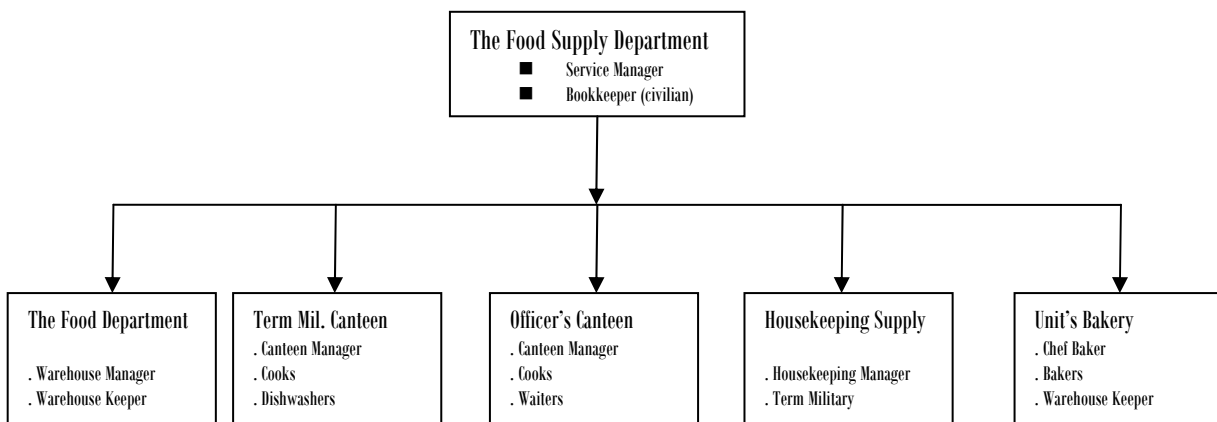 The Food Supply Department
■ Service Manager
■ Bookkeeper (civilian)
The Food Department
. Warehouse Manager
. Warehouse Keeper
Term Mil. Canteen
. Canteen Manager
. Cooks
. Dishwashers
Officer's Canteen
. Canteen Manager
. Cooks
. Waiters
Housekeeping Supply
. Housekeeping Manager
. Term Military
Unit's Bakery
. Chef Baker
. Bakers
. Warehouse Keeper